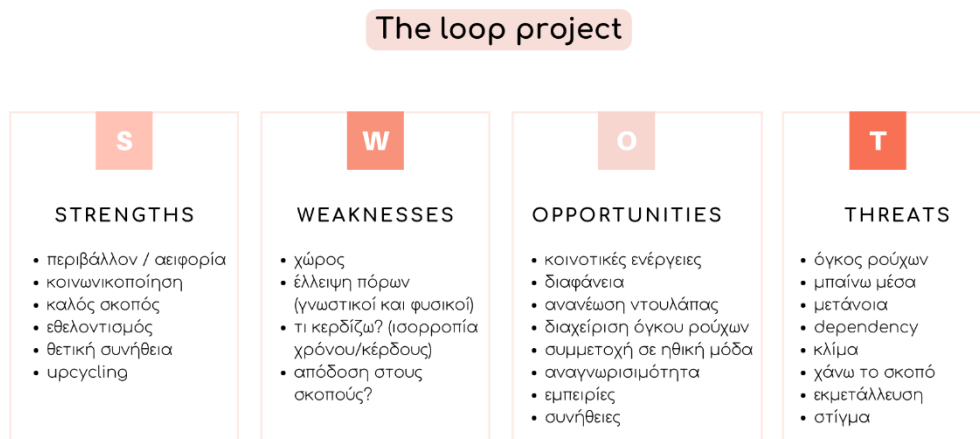 The loop project
S
STRENGTHS
• περιβάλλον / αειφορία
• κοινωνικοποίηση
• καλός σκοπός
• εθελοντισμός
• θετική συνήθεια
• upcycling
W
WEAKNESSES
• χώρος
• έλλειψη πόρων
(γνωστικοί και φυσικοί)
• τι κερδίζω? (ισορροπία
χρόνου/κέρδους)
• απόδοση στους
σκοπούς?
O
OPPORTUNITIES
• κοινοτικές ενέργειες
• διαφάνεια
• ανανέωση ντουλάπας
• διαχείριση όγκου ρούχων
• συμμετοχή σε ηθική μόδα
• αναγνωρισιμότητα
• εμπειρίες
• συνήθειες
T
THREATS
• όγκος ρούχων
• μπαίνω μέσα
• μετάνοια
• dependency
• κλίμα
• χάνω το σκοπό
• εκμετάλλευση
• στίγμα